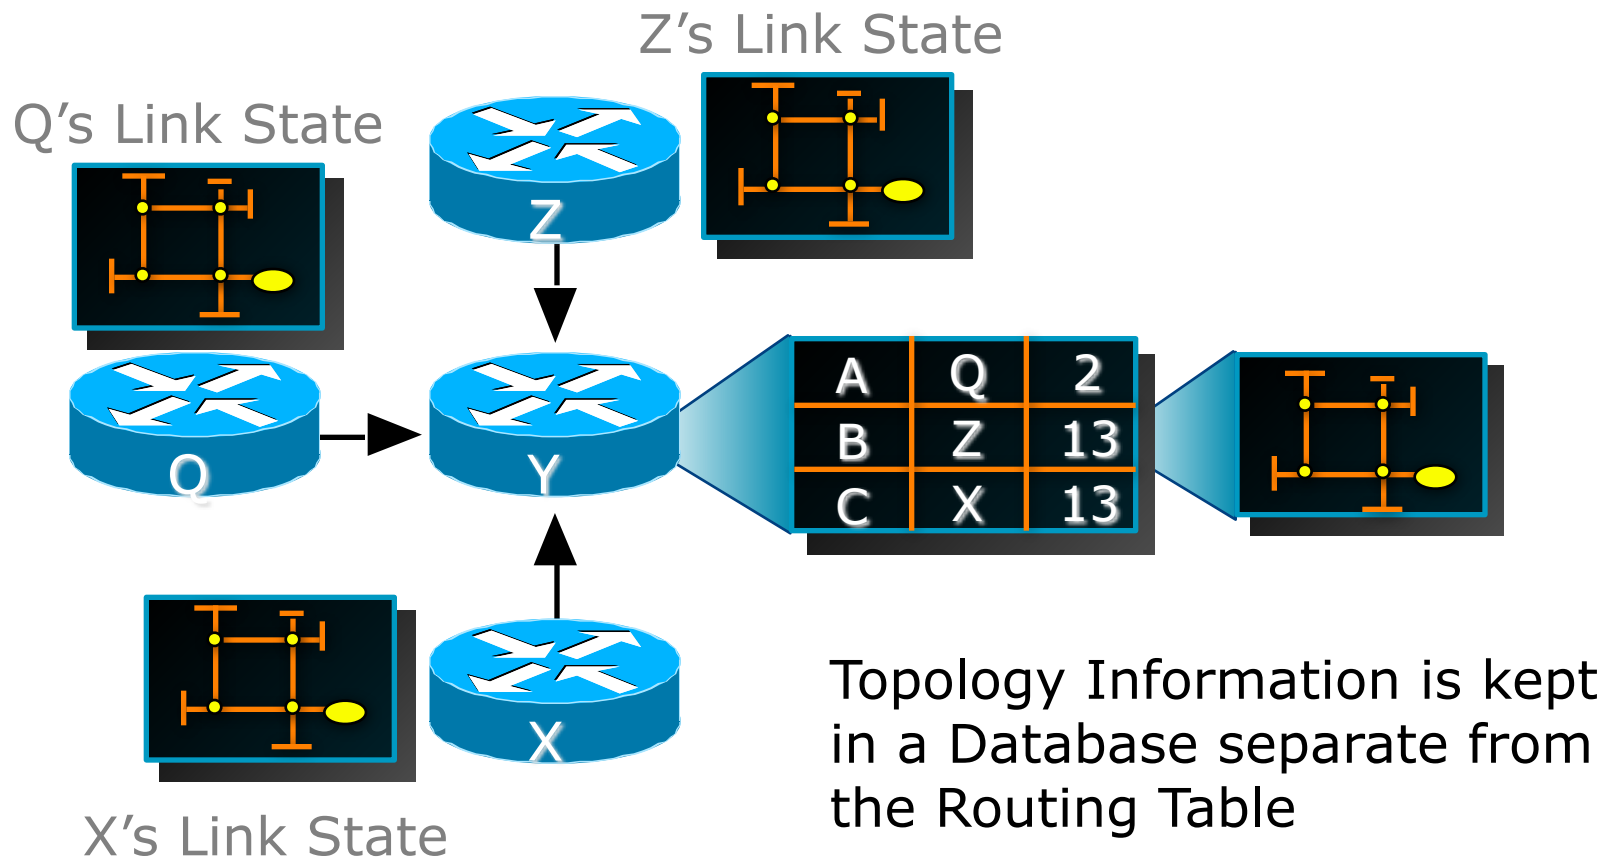 Z’s Link State
Q’s Link State
Z
A Q 2
B Z 13
C X 13
Q
Y
X
X’s Link State
Topology Information is kept
in a Database separate from
the Routing Table